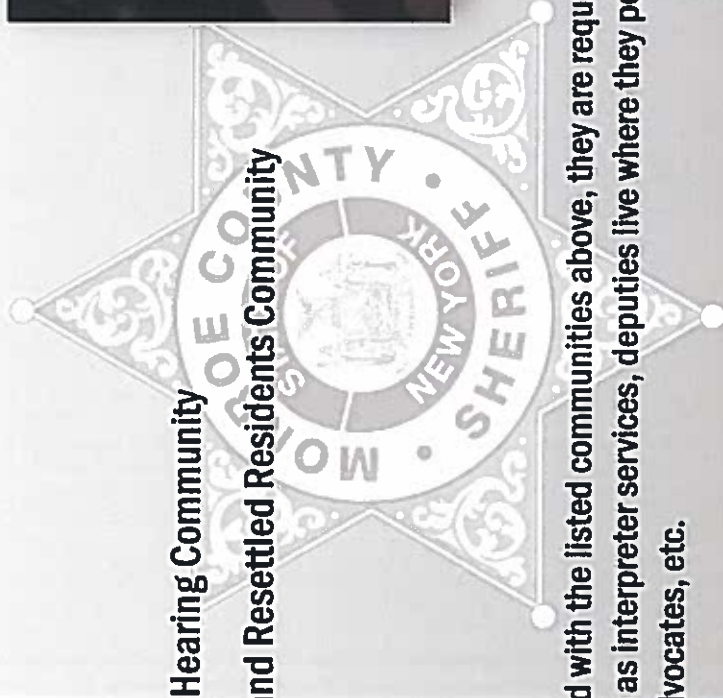 Hearing Community
nd Resettled Residents Community
d with the listed communities above, they are requ
as interpreter services, deputies live where they po
vocates, etc.
MONROE COUNTY • SHERIFF •
STATE OF
NEW YORK